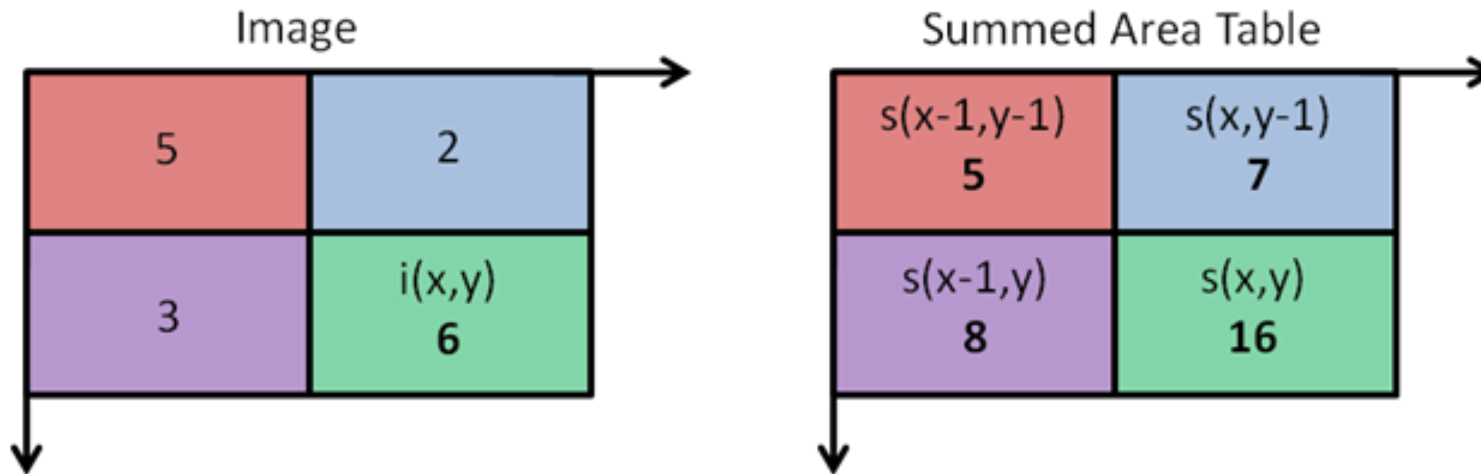 Image
5
2
3
i(x,y)
6
Summed Area Table
s(x-1,y-1)
5
s(x,y-1)
7
s(x-1,y)
8
s(x,y)
16